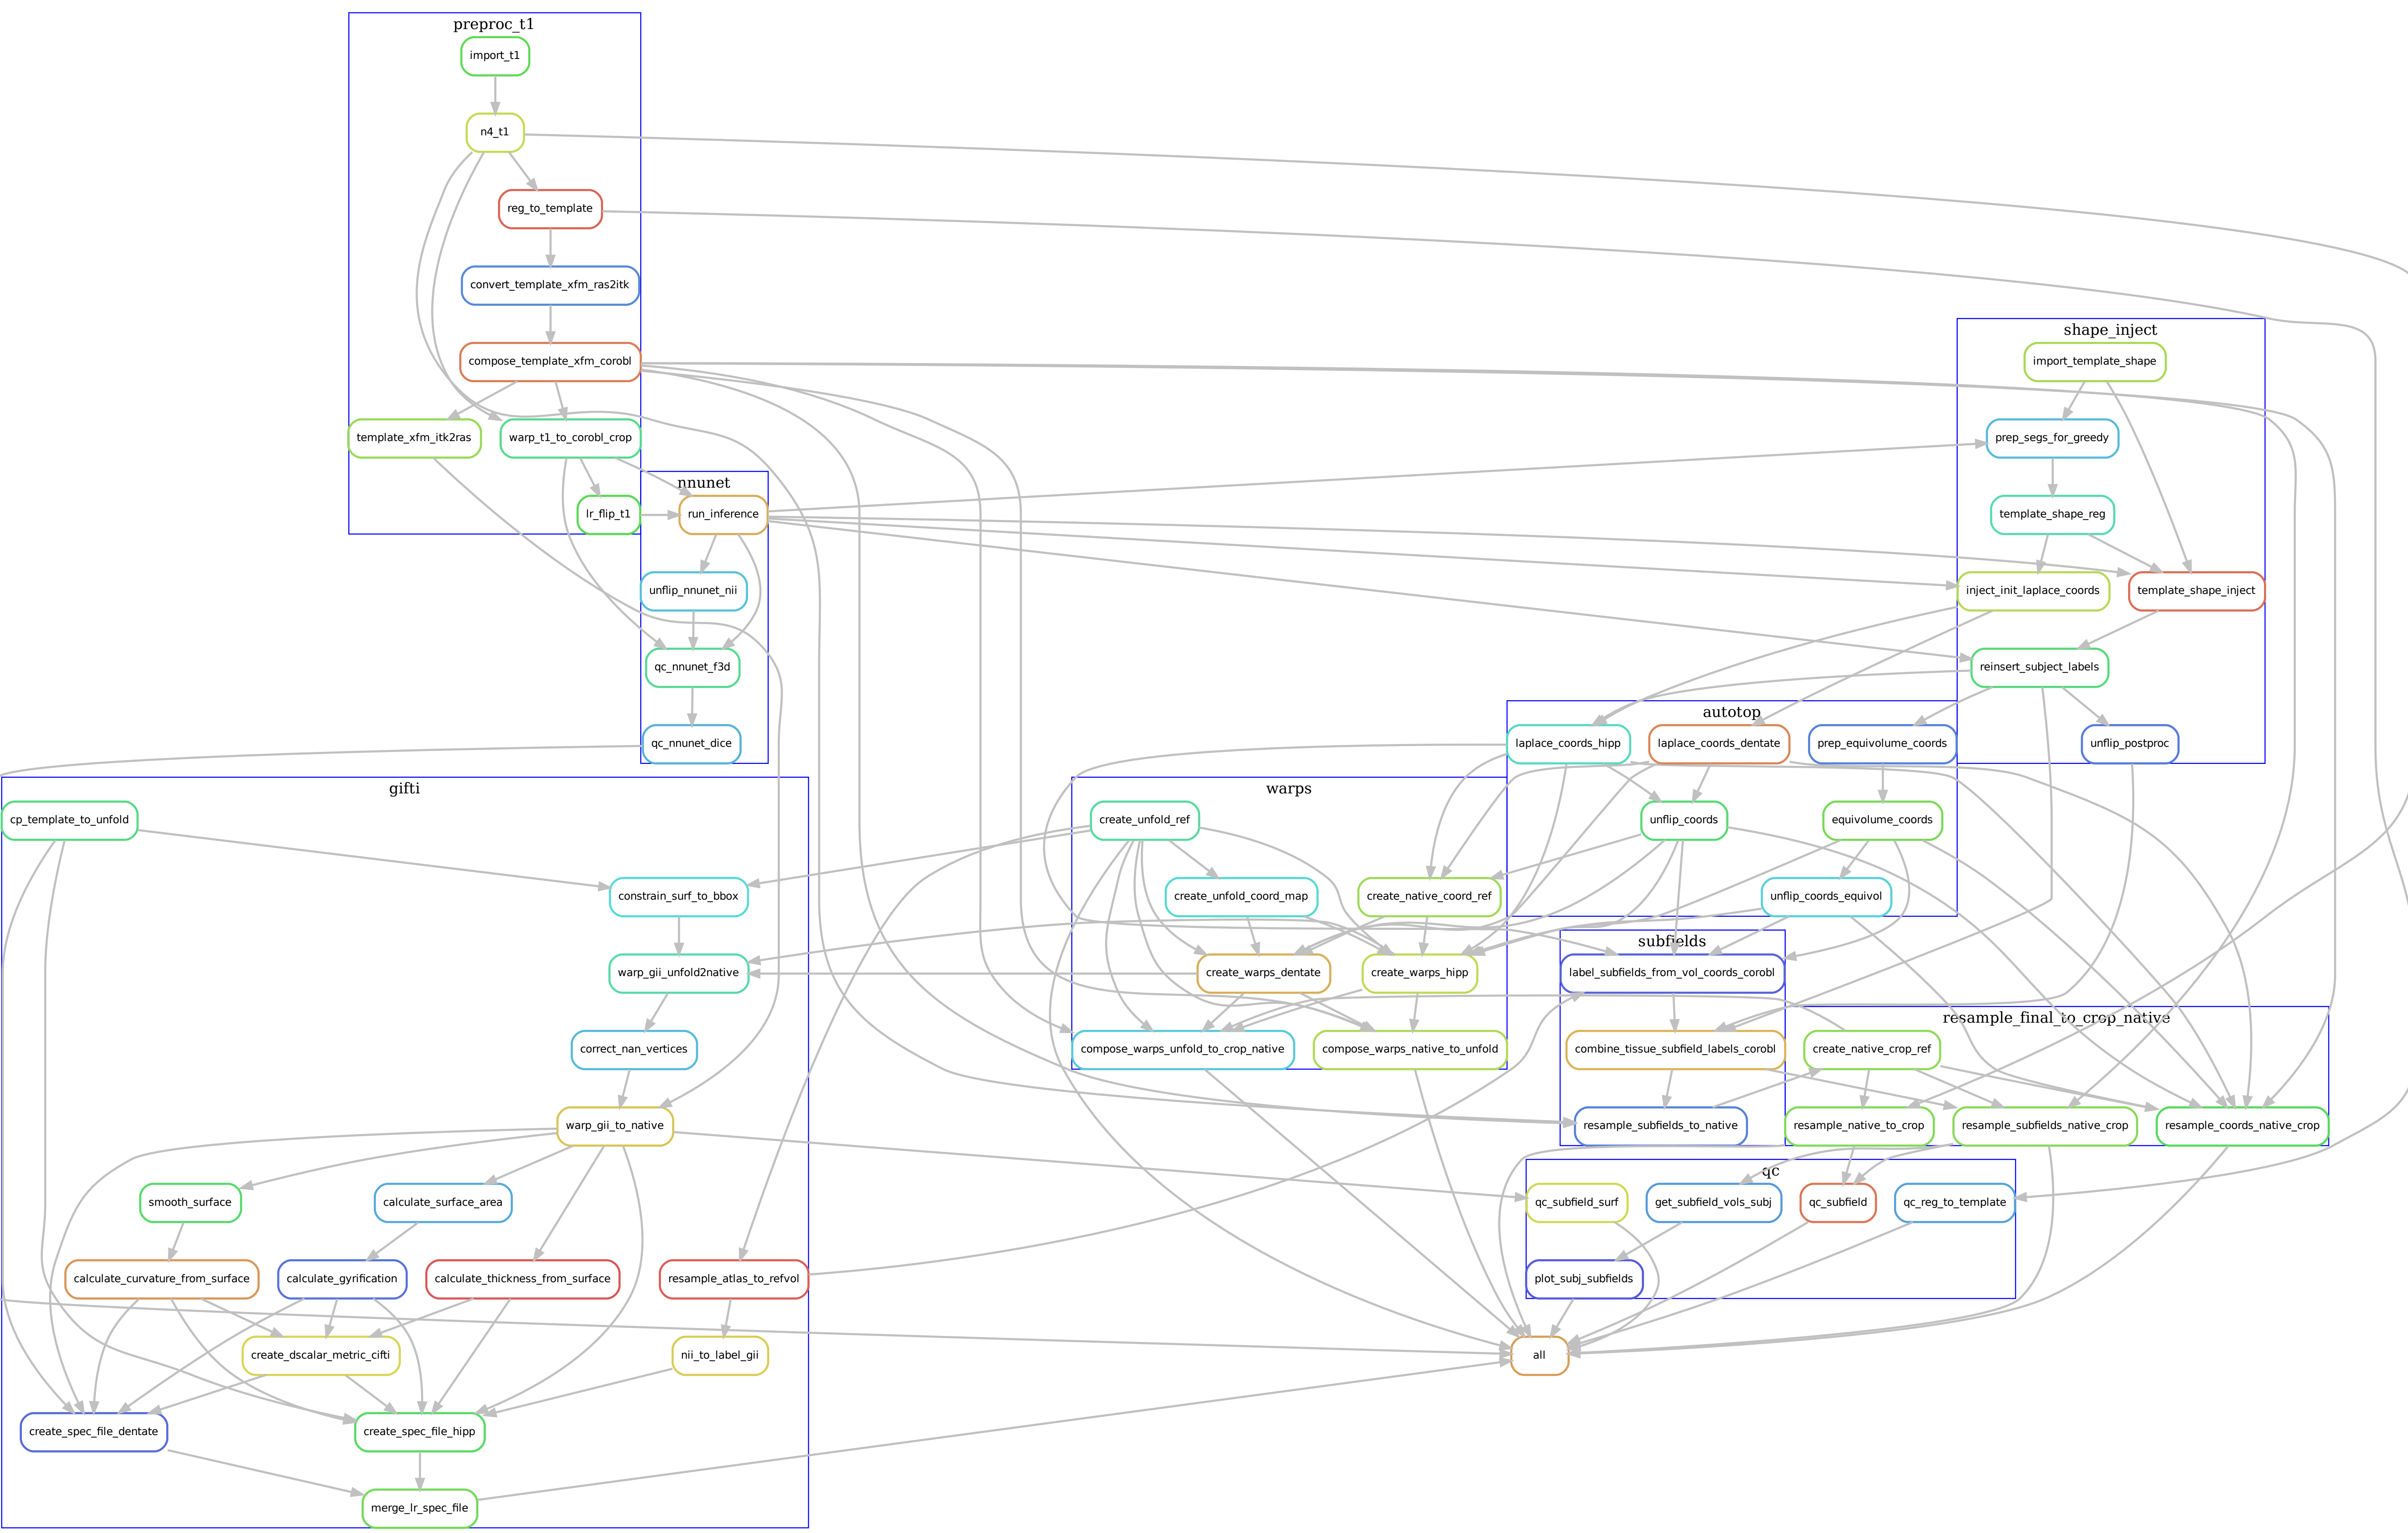 preproc_t1
import_t1
n4_t1
reg_to_template
convert_template_xfm_ras2itk
compose_template_xfm_corobl
template_xfm_itk2ras
warp_t1_to_corobl_crop
lr_flip_t1
nnunet
run_inference
unflip_nnunet_nii
qc_nnunet_f3d
qc_nnunet_dice
shape_inject
import_template_shape
prep_segs_for_greedy
template_shape_reg
inject_init_laplace_coords
template_shape_inject
reinsert_subject_labels
unflip_postproc
autotop
laplace_coords_hipp
laplace_coords_dentate
prep_equivolume_coords
unflip_coords
equivolume_coords
unflip_coords_equivol
gifti
cp_template_to_unfold
constrain_surf_to_bbox
warp_gii_unfold2native
correct_nan_vertices
warp_gii_to_native
smooth_surface
calculate_surface_area
calculate_curvature_from_surface
calculate_gyrification
calculate_thickness_from_surface
resample_atlas_to_refvol
create_dscalar_metric_cifti
nii_to_label_gii
create_spec_file_dentate
create_spec_file_hipp
merge_lr_spec_file
warps
create_unfold_ref
create_unfold_coord_map
create_native_coord_ref
create_warps_dentate
create_warps_hipp
compose_warps_unfold_to_crop_native
compose_warps_native_to_unfold
subfields
label_subfields_from_vol_coords_corobl
combine_tissue_subfield_labels_corobl
resample_subfields_to_native
resample_final_to_crop_native
create_native_crop_ref
resample_native_to_crop
resample_subfields_native_crop
resample_coords_native_crop
qc
qc_subfield_surf
get_subfield_vols_subj
qc_subfield
qc_reg_to_template
plot_subj_subfields
all